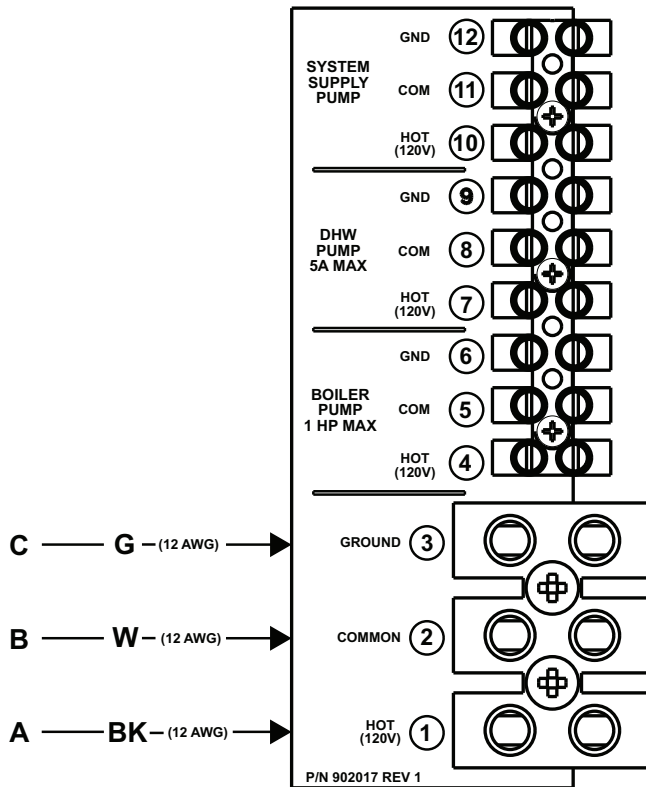 GND 12
SYSTEM
SUPPLY
PUMP
COM 11
HOT
(120V) 10
GND 9
DHW
PUMP
5A MAX
COM 8
HOT
(120V) 7
GND 6
BOILER
PUMP
1 HP MAX
COM 5
HOT
(120V) 4
C G (12 AWG) GROUND 3
B W (12 AWG) COMMON 2
A BK (12 AWG) HOT
(120V) 1
P/N 902017 REV 1